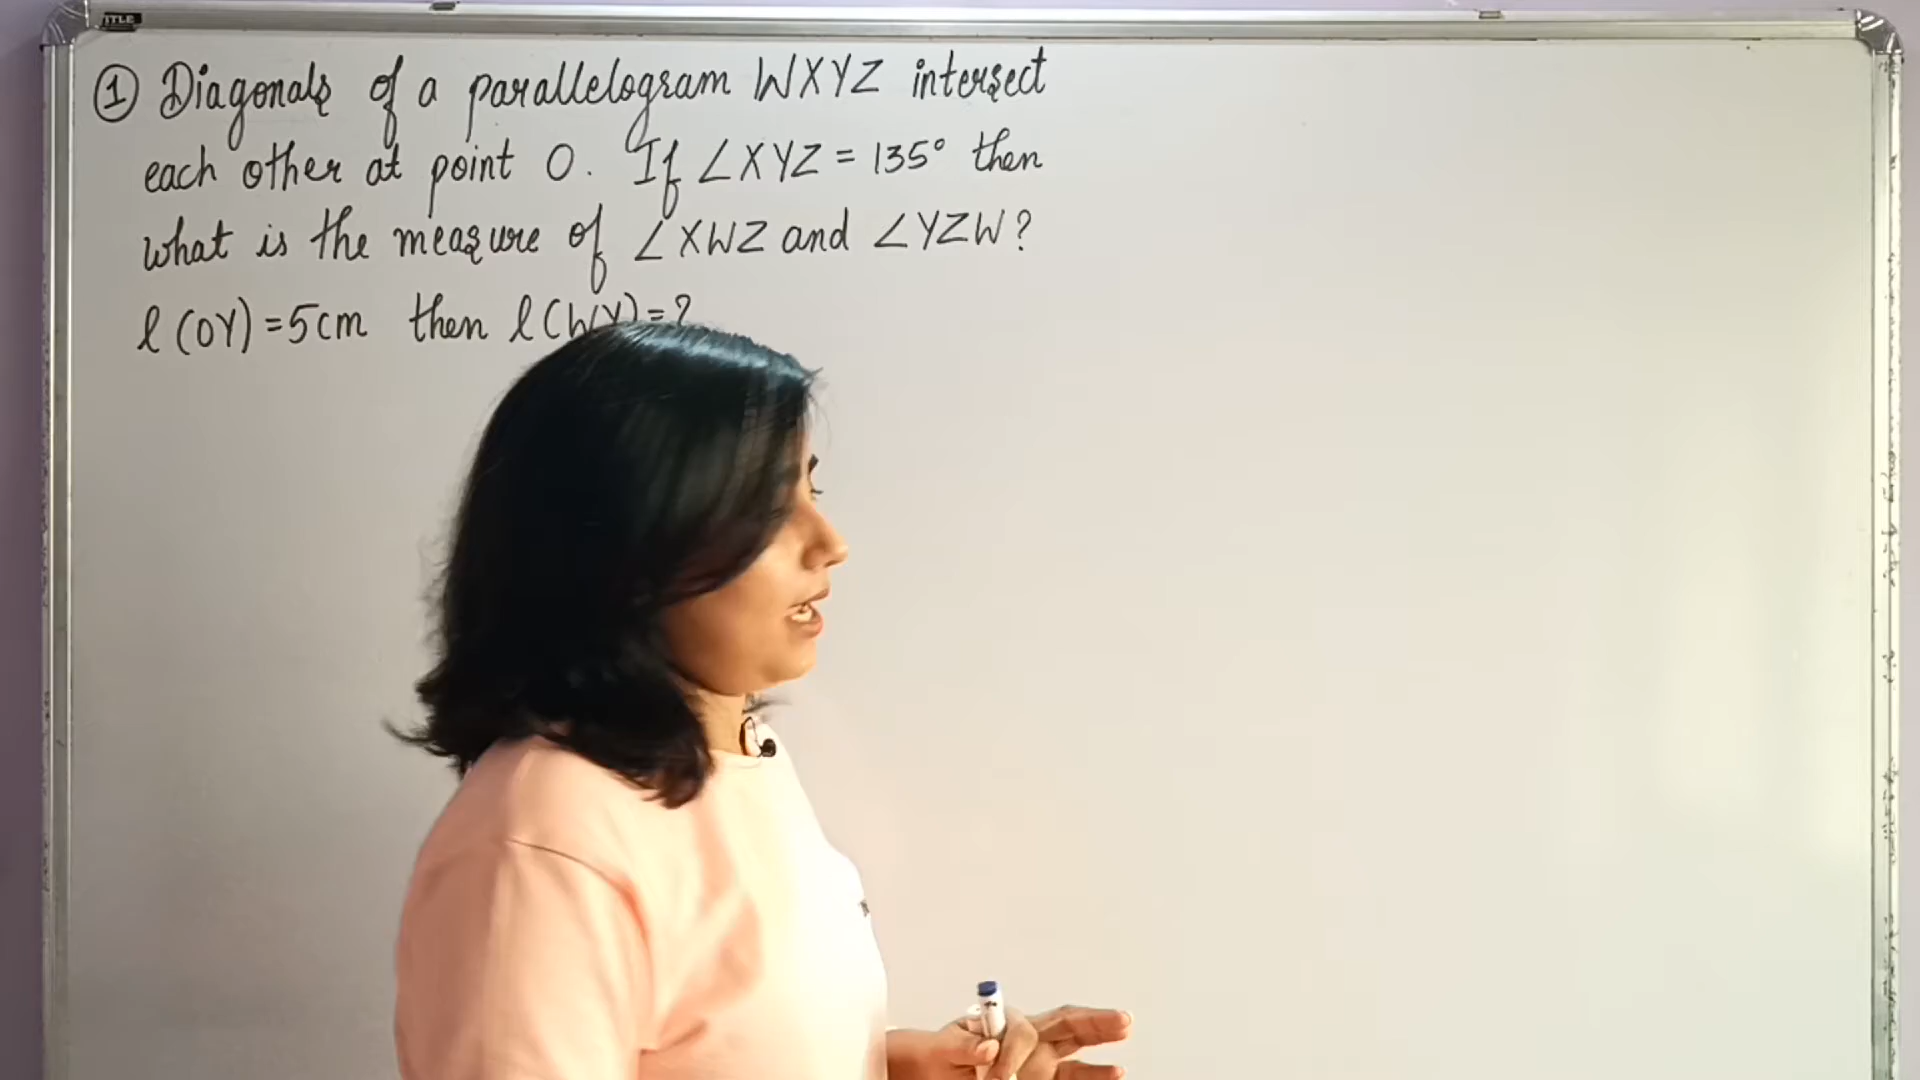 ① Diagonals of a parallelogram WXYZ intersect
each other at point O. If ∠XYZ = 135° then
what is the measure of ∠XWZ and ∠YZW?
l(OY)=5cm then l(WY)=?